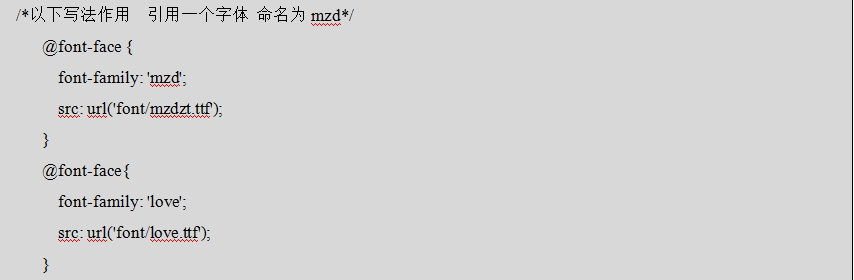 /*以下写法作用　引用一个字体 命名为 mzd*/
@font-face {
font-family: 'mzd';
src: url('font/mzdzt.ttf');
}
@font-face{
font-family: 'love';
src: url('font/love.ttf');
}